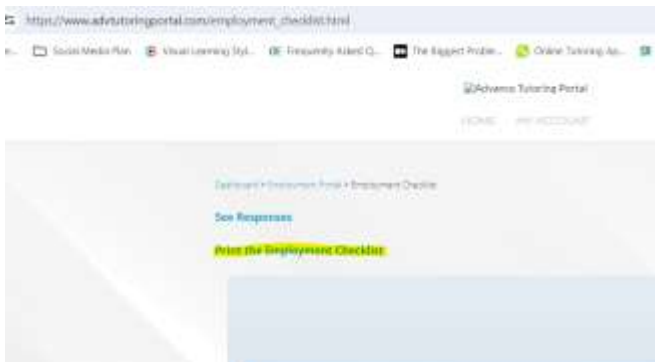 https://www.advtutoringportal.com/employment_checklist.html
Social Media Plan Visual Learning Styl... Frequently Asked Q... The Biggest Proble... Online Tutoring Ap...
Advance Tutoring Portal
HOME MY ACCOUNT
Dashboard > Employment Portal > Employment Checklist
See Responses
Print the Employment Checklist